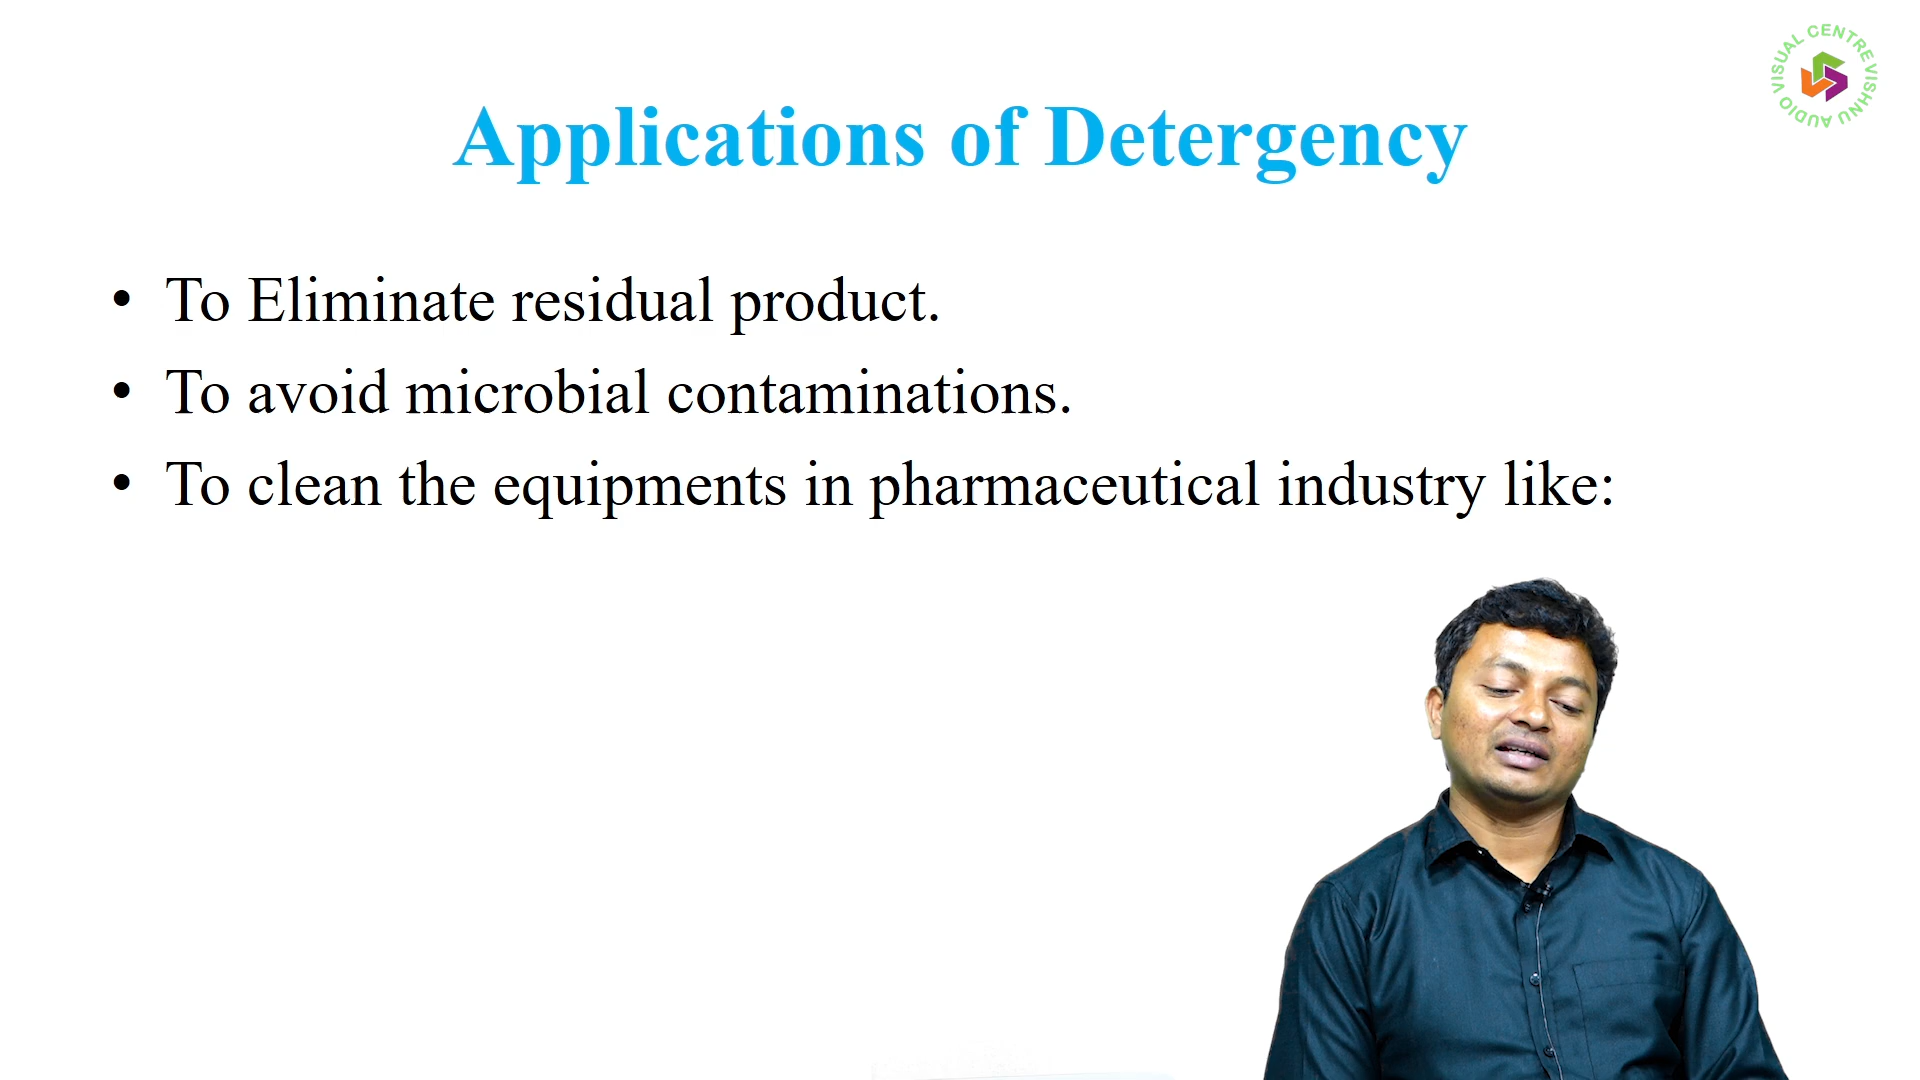 AUDIO VISUAL CENTRE VISHNU
Applications of Detergency
• To Eliminate residual product.
• To avoid microbial contaminations.
• To clean the equipments in pharmaceutical industry like: